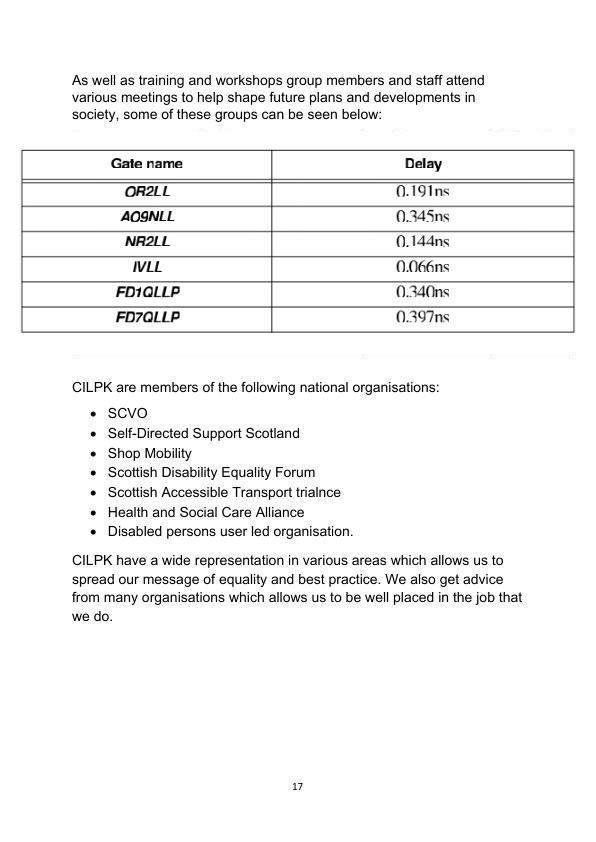 As well as training and workshops group members and staff attend
various meetings to help shape future plans and developments in
society, some of these groups can be seen below:
Gate name Delay
OR2LL 0.191ns
AO9NLL 0.345ns
NR2LL 0.144ns
IVLL 0.066ns
FD1QLLP 0.340ns
FD7QLLP 0.397ns
CILPK are members of the following national organisations:
• SCVO
• Self-Directed Support Scotland
• Shop Mobility
• Scottish Disability Equality Forum
• Scottish Accessible Transport trialnce
• Health and Social Care Alliance
• Disabled persons user led organisation.
CILPK have a wide representation in various areas which allows us to
spread our message of equality and best practice. We also get advice
from many organisations which allows us to be well placed in the job that
we do.
17